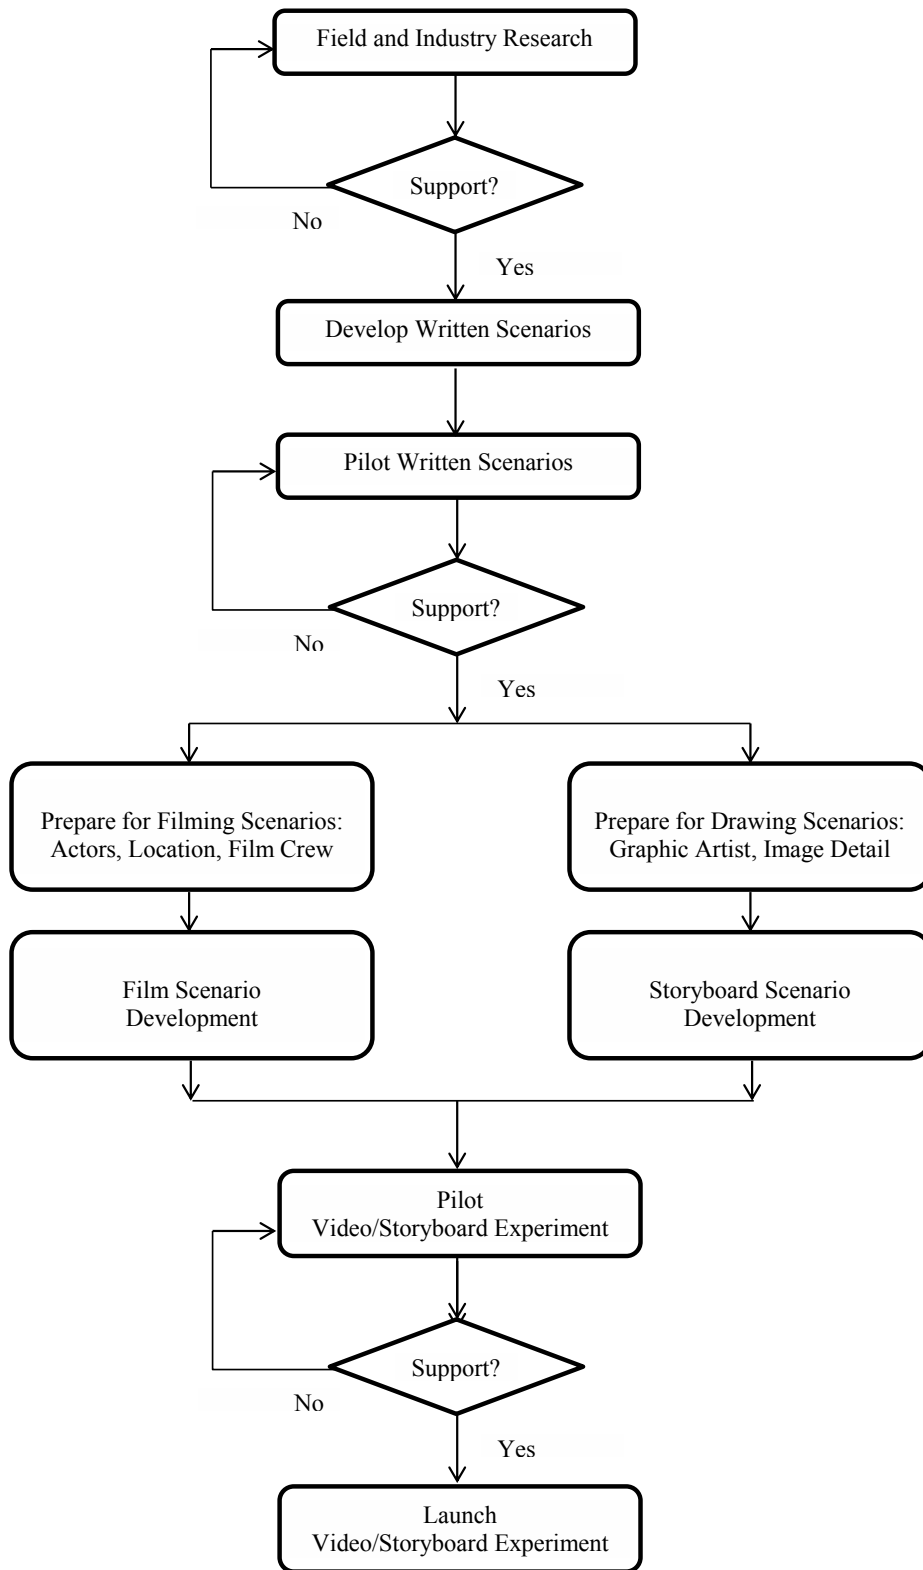 Field and Industry Research
Support?
No
Yes
Develop Written Scenarios
Pilot Written Scenarios
Support?
No
Yes
Prepare for Filming Scenarios:
Actors, Location, Film Crew
Prepare for Drawing Scenarios:
Graphic Artist, Image Detail
Film Scenario
Development
Storyboard Scenario
Development
Pilot
Video/Storyboard Experiment
Support?
No
Yes
Launch
Video/Storyboard Experiment